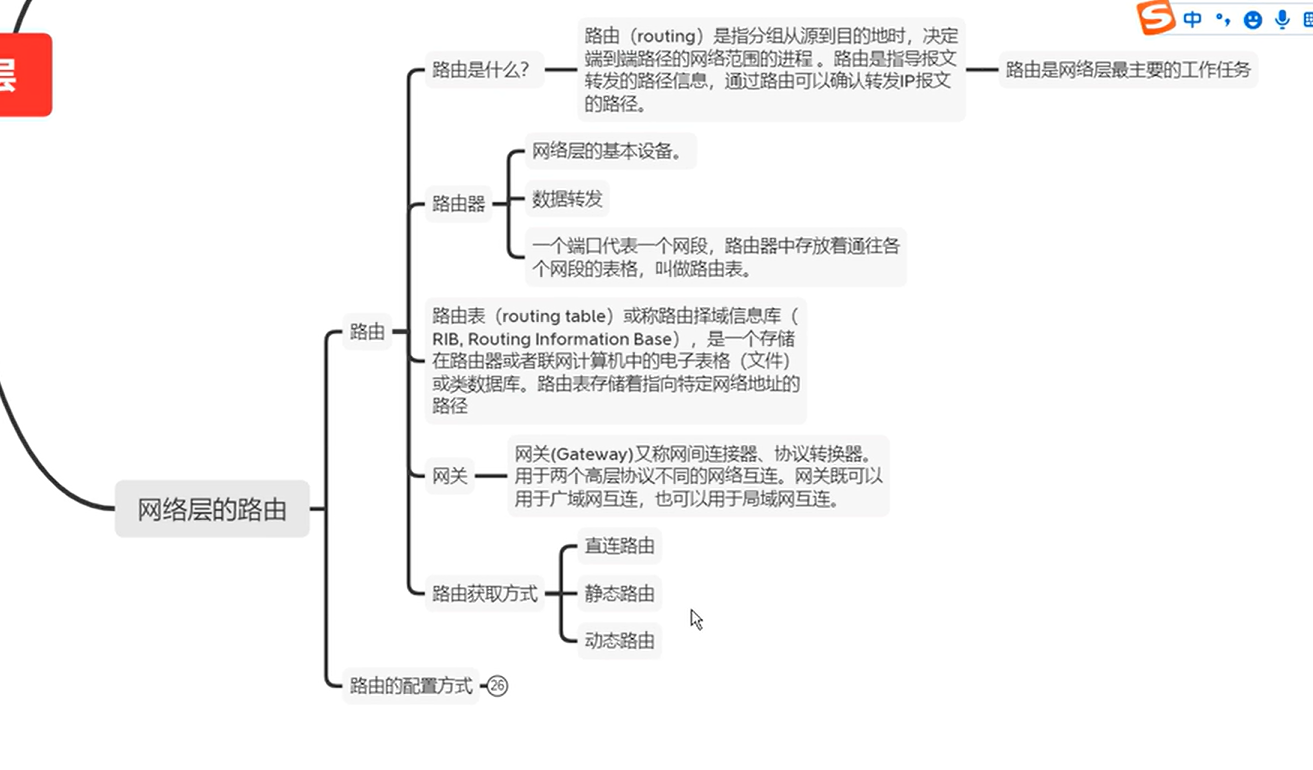 层
S 中
路由是什么？
路由（routing）是指分组从源到目的地时，决定
端到端路径的网络范围的进程 。路由是指导报文
转发的路径信息，通过路由可以确认转发IP报文
的路径。
路由是网络层最主要的工作任务
路由器
网络层的基本设备。
数据转发
一个端口代表一个网段，路由器中存放着通往各
个网段的表格，叫做路由表。
路由
路由表（routing table）或称路由择域信息库（
RIB, Routing Information Base），是一个存储
在路由器或者联网计算机中的电子表格（文件）
或类数据库。路由表存储着指向特定网络地址的
路径
网关
网关(Gateway)又称网间连接器、协议转换器。
用于两个高层协议不同的网络互连。网关既可以
用于广域网互连，也可以用于局域网互连。
网络层的路由
路由获取方式
直连路由
静态路由
动态路由
路由的配置方式
26